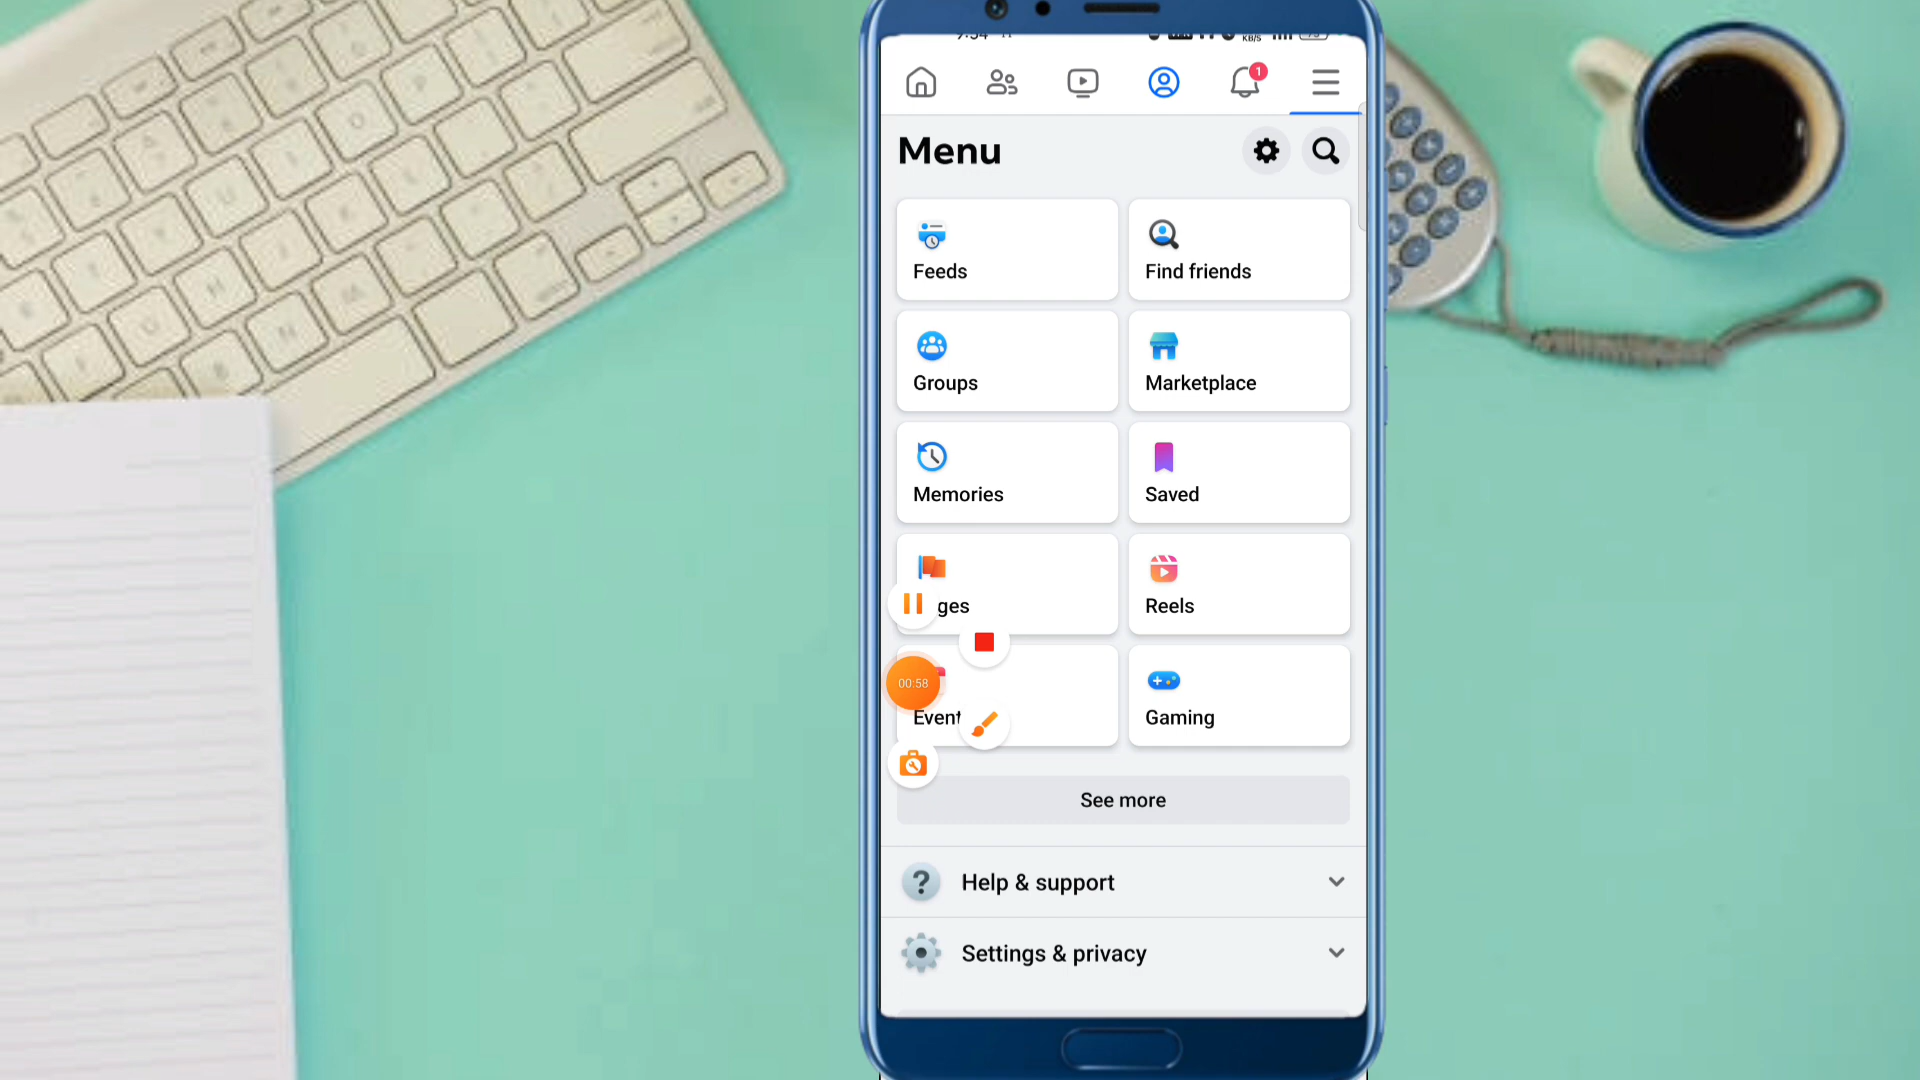 1
Menu
Feeds
Find friends
Groups
Marketplace
Memories
Saved
ges
Reels
00:58
Event
Gaming
See more
Help & support
Settings & privacy